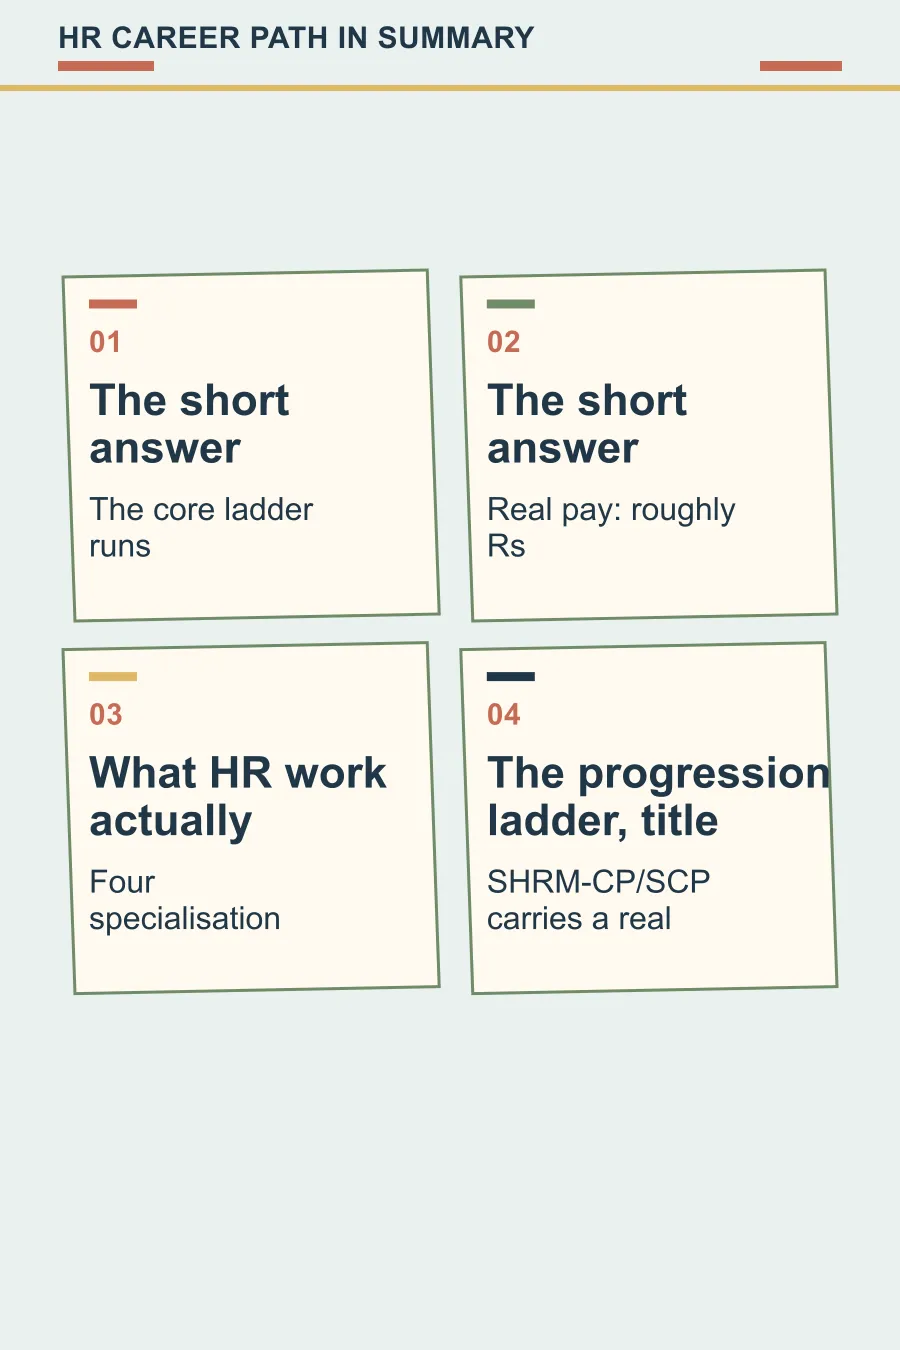 HR CAREER PATH IN SUMMARY
01
The short
answer
The core ladder
runs
02
The short
answer
Real pay: roughly
Rs
03
What HR work
actually
Four
specialisation
04
The progression
ladder, title
SHRM-CP/SCP
carries a real